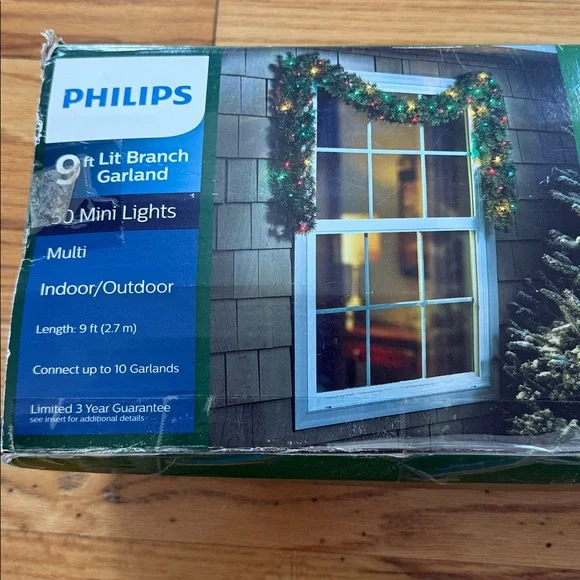 PHILIPS
9 ft Lit Branch
Garland
Mini Lights
Multi
Indoor/Outdoor
Length: 9 ft (2.7 m)
Connect up to 10 Garlands
Limited 3 Year Guarantee
see insert for additional details